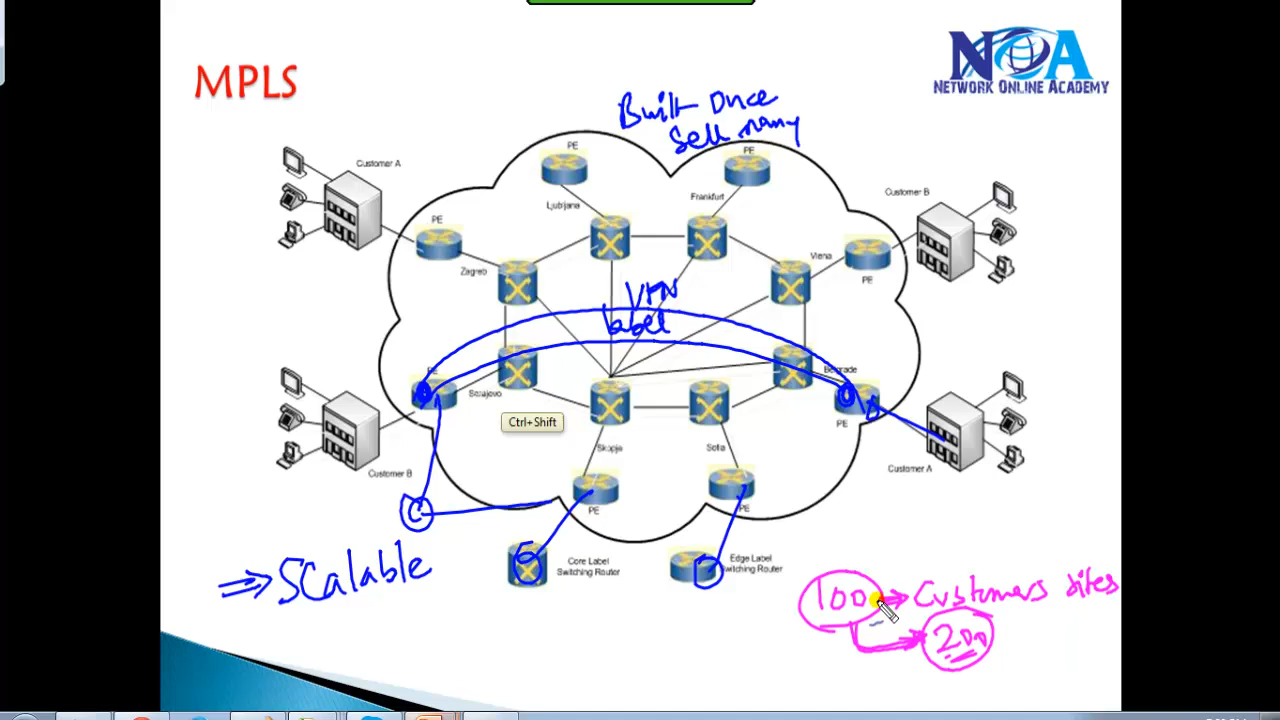 MPLS
NOA
NETWORK ONLINE ACADEMY
Built Once
Sell many
PE
PE
Customer A
Ljubljana
Frankfurt
Customer B
PE
Zagreb
Viena
PE
VPN
label
PE
Sarajevo
Belgrade
Ctrl+Shift
PE
Skopje
Sofia
Customer B
Customer A
PE
PE
C
Scalable
Core Label
Switching Router
Edge Label
Switching Router
100 → Customers sites
200